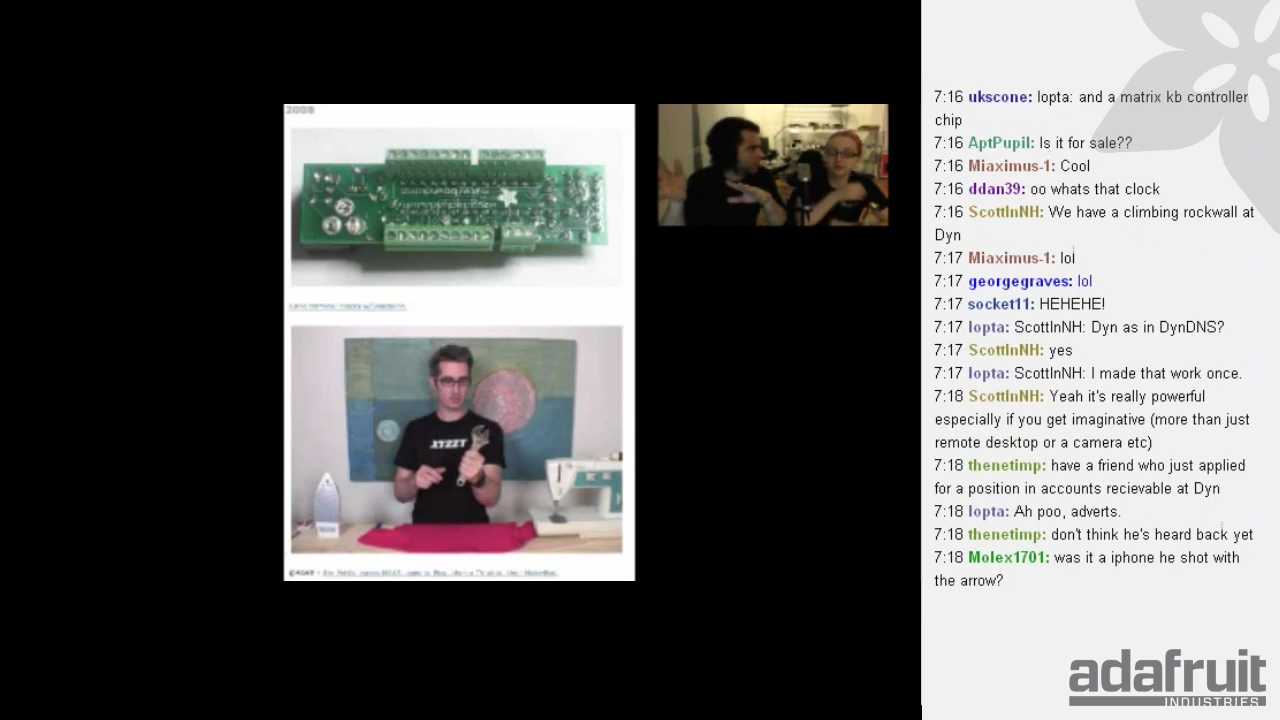 2008
XYZZY
7:16 ukscone: lopta: and a matrix kb controller
chip
7:16 AptPupil: Is it for sale??
7:16 Miaximus-1: Cool
7:16 ddan39: oo whats that clock
7:16 ScottInNH: We have a climbing rockwall at
Dyn
7:17 Miaximus-1: lol
7:17 georgegraves: lol
7:17 socket11: HEHEHE!
7:17 lopta: ScottInNH: Dyn as in DynDNS?
7:17 ScottInNH: yes
7:17 lopta: ScottInNH: I made that work once.
7:18 ScottInNH: Yeah it's really powerful
especially if you get imaginative (more than just
remote desktop or a camera etc)
7:18 thenetimp: have a friend who just applied
for a position in accounts recievable at Dyn
7:18 lopta: Ah poo, adverts.
7:18 thenetimp: don't think he's heard back yet
7:18 Molex1701: was it a iphone he shot with
the arrow?
adafruit
INDUSTRIES